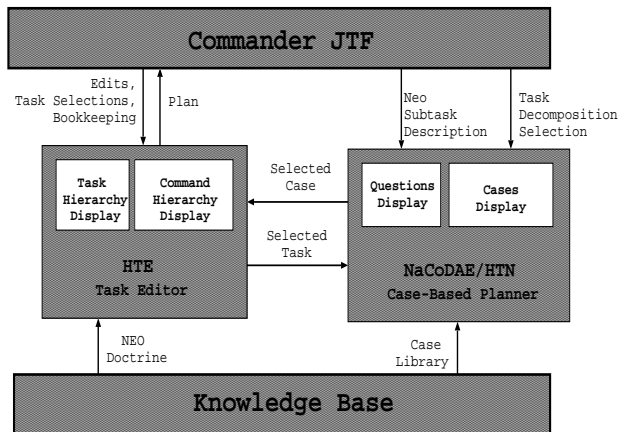 Commander JTF
Edits,
Task Selections,
Bookkeeping
Plan
Neo
Subtask
Description
Task
Decomposition
Selection
Task
Hierarchy
Display
Command
Hierarchy
Display
HTE
Task Editor
Selected
Case
Selected
Task
Questions
Display
Cases
Display
NaCoDAE/HTN
Case-Based Planner
NEO
Doctrine
Case
Library
Knowledge Base